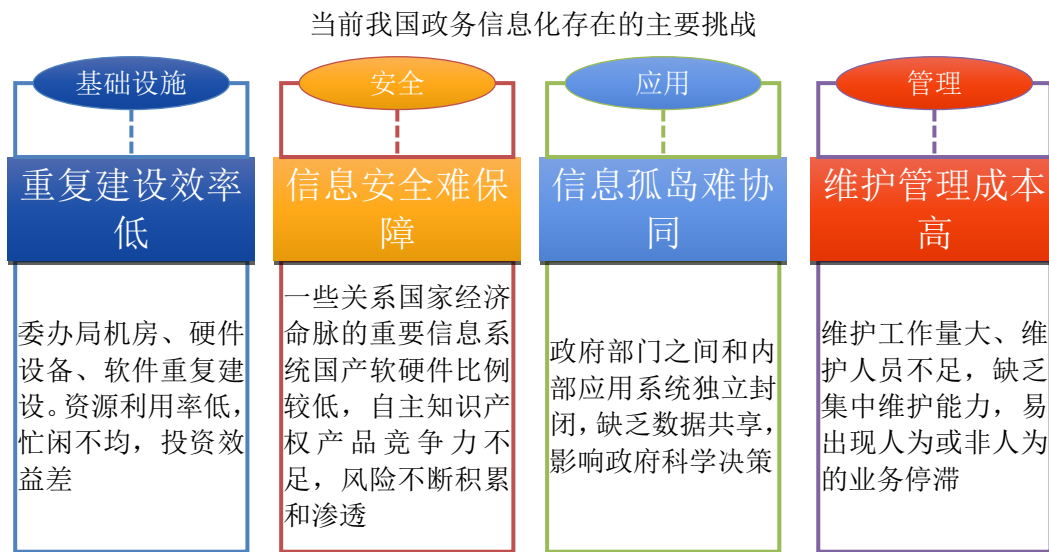 当前我国政务信息化存在的主要挑战
基础设施
重复建设效率
低
委办局机房、硬件
设备、软件重复建
设。资源利用率低，
忙闲不均，投资效
益差
安全
信息安全难保
障
一些关系国家经济
命脉的重要信息系
统国产软硬件比例
较低，自主知识产
权产品竞争力不
足，风险不断积累
和渗透
应用
信息孤岛难协
同
政府部门之间和内
部应用系统独立封
闭，缺乏数据共享，
影响政府科学决策
管理
维护管理成本
高
维护工作量大、维
护人员不足，缺乏
集中维护能力，易
出现人为或非人为
的业务停滞